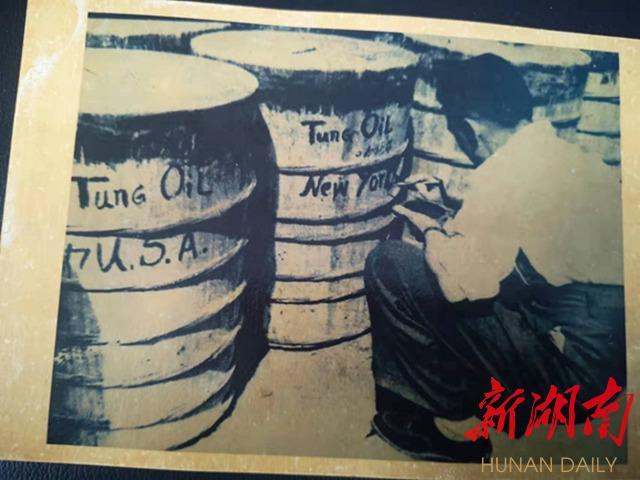 Tung Oil
U.S.A.
Tung Oil
New York
新湖南
HUNAN DAILY